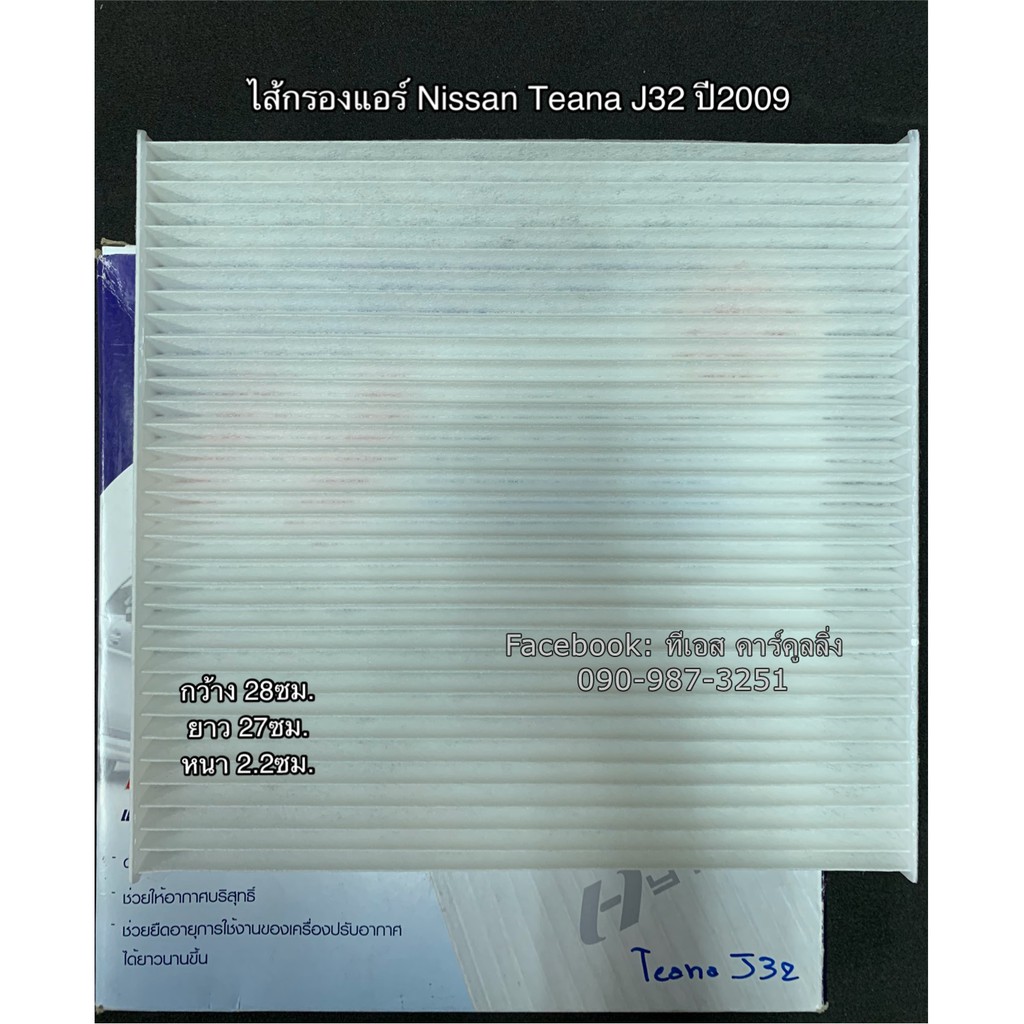 ไส้กรองแอร์ Nissan Teana J32 ปี2009
Facebook: ทีเอส คาร์คูลลิ่ง
090-987-3251
กว้าง 28ซม.
ยาว 27ซม.
หนา 2.2ซม.
- ช่วยให้อากาศบริสุทธิ์
- ช่วยยืดอายุการใช้งานของเครื่องปรับอากาศ
ได้ยาวนานขึ้น
Teana J32